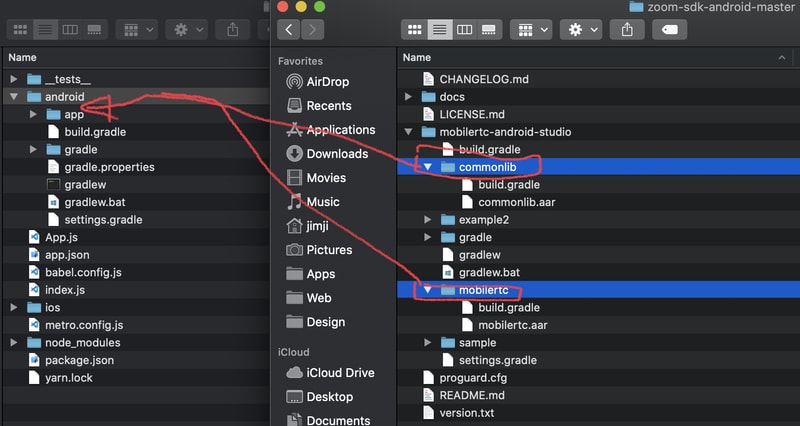 zoom-sdk-android-master
Name
__tests__
android
app
build.gradle
gradle
gradle.properties
gradlew
gradlew.bat
settings.gradle
App.js
app.json
babel.config.js
index.js
ios
metro.config.js
node_modules
package.json
yarn.lock
Favorites
AirDrop
Recents
Applications
Downloads
Movies
Music
jimji
Pictures
Apps
Web
Design
iCloud
iCloud Drive
Desktop
Documents
Name
CHANGELOG.md
docs
LICENSE.md
mobilertc-android-studio
build.gradle
commonlib
build.gradle
commonlib.aar
example2
gradle
gradlew
gradlew.bat
mobilertc
build.gradle
mobilertc.aar
sample
settings.gradle
proguard.cfg
README.md
version.txt